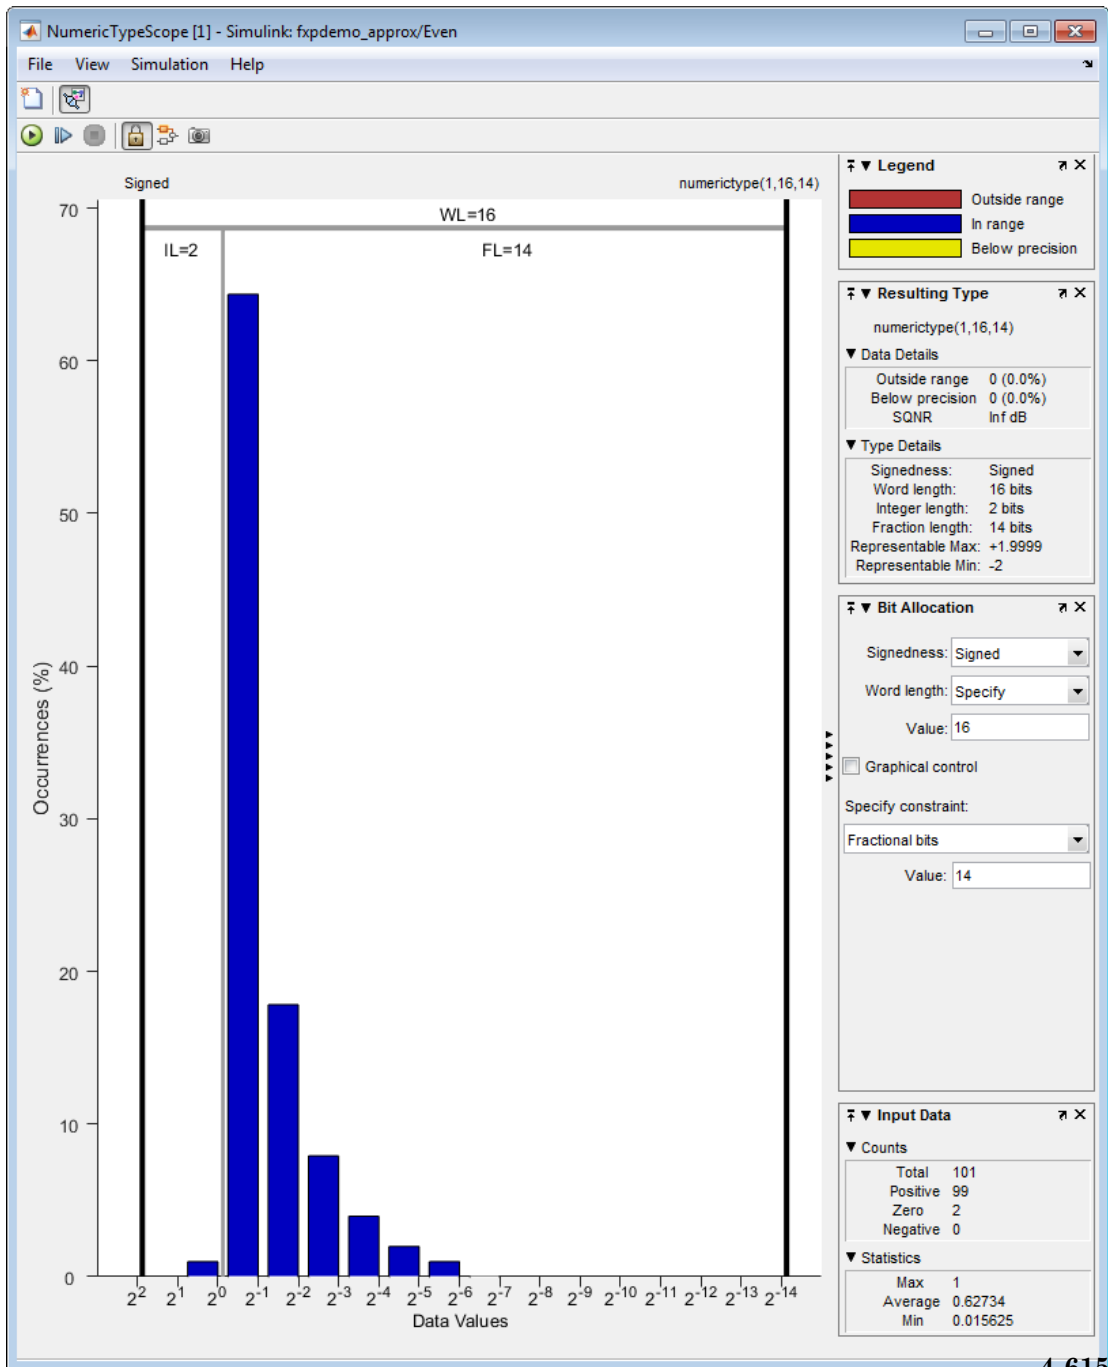 NumericTypeScope [1] - Simulink: fxpdemo_approx/Even
File View Simulation Help
Signed numerictype(1,16,14)
WL=16
IL=2 FL=14
70
60
50
40
30
20
10
0
Occurrences (%)
2^2 2^1 2^0 2^-1 2^-2 2^-3 2^-4 2^-5 2^-6 2^-7 2^-8 2^-9 2^-10 2^-11 2^-12 2^-13 2^-14
Data Values
Legend
Outside range
In range
Below precision
Resulting Type
numerictype(1,16,14)
Data Details
Outside range 0 (0.0%)
Below precision 0 (0.0%)
SQNR Inf dB
Type Details
Signedness: Signed
Word length: 16 bits
Integer length: 2 bits
Fraction length: 14 bits
Representable Max: +1.9999
Representable Min: -2
Bit Allocation
Signedness: Signed
Word length: Specify
Value: 16
Graphical control
Specify constraint:
Fractional bits
Value: 14
Input Data
Counts
Total 101
Positive 99
Zero 2
Negative 0
Statistics
Max 1
Average 0.62734
Min 0.015625
4-615